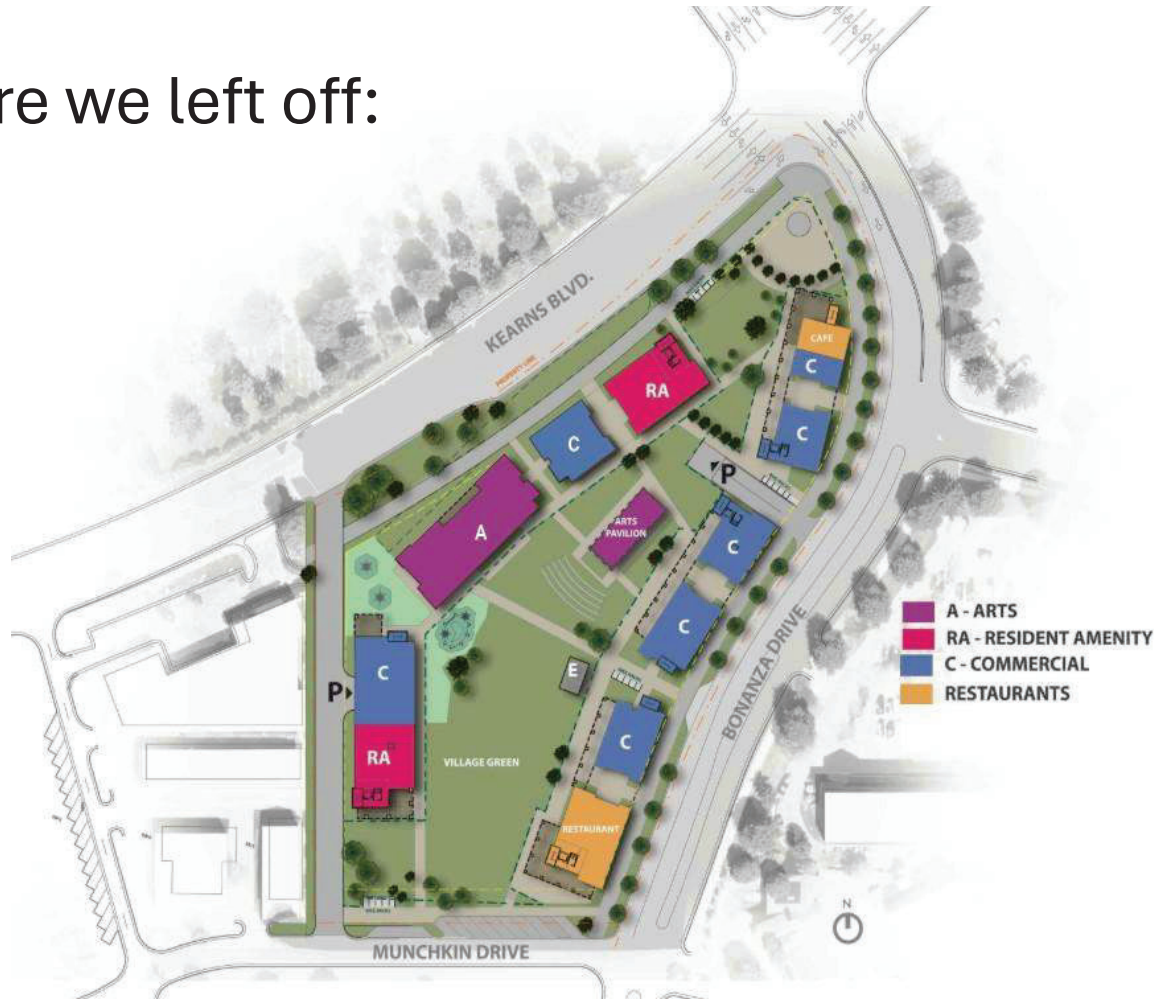 re we left off:
KEARNS BLVD.
PROPERTY LINE
CAFE
C
RA
C
C
P
A
ARTS
PAVILION
C
C
E
C
P
RA
C
VILLAGE GREEN
RESTAURANT
BONANZA DRIVE
MUNCHKIN DRIVE
A - ARTS
RA - RESIDENT AMENITY
C - COMMERCIAL
RESTAURANTS
N